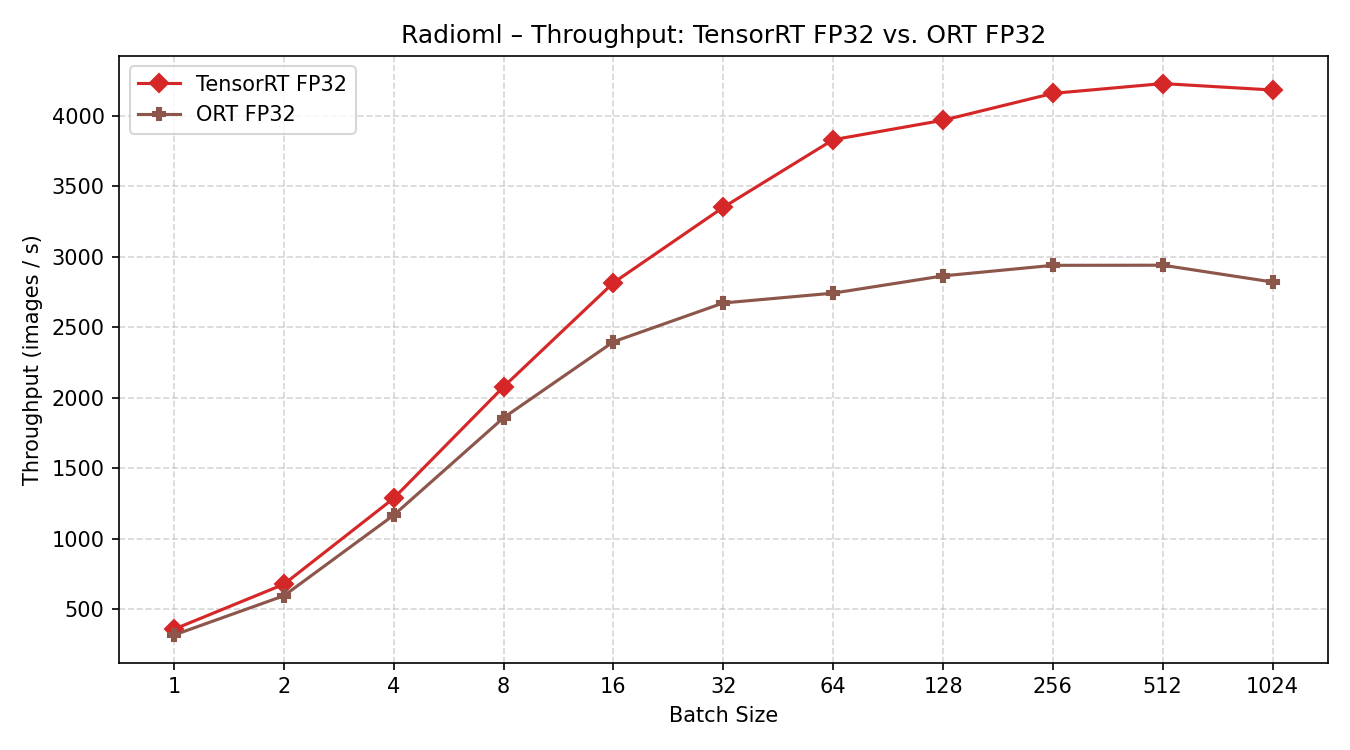 Radioml – Throughput: TensorRT FP32 vs. ORT FP32
TensorRT FP32
ORT FP32
4000
3500
3000
2500
2000
1500
1000
500
Throughput (images / s)
1 2 4 8 16 32 64 128 256 512 1024
Batch Size